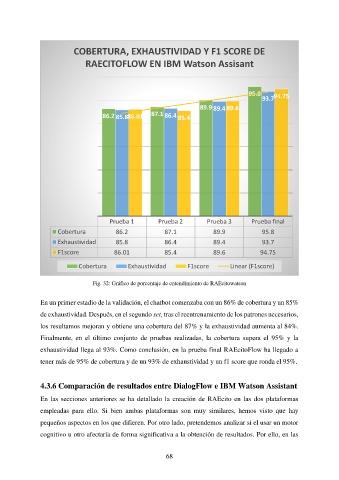 COBERTURA, EXHAUSTIVIDAD Y F1 SCORE DE
RAECITOFLOW EN IBM Watson Assisant
86.2 85.8 86.01 87.1 86.4 85.4 89.9 89.4 89.6 95.8 93.7 94.75
Prueba 1 Prueba 2 Prueba 3 Prueba final
Cobertura 86.2 87.1 89.9 95.8
Exhaustividad 85.8 86.4 89.4 93.7
F1score 86.01 85.4 89.6 94.75
Cobertura Exhaustividad F1score Linear (F1score)
Fig. 32: Gráfico de porcentaje de entendimiento de RAEcitowatson
En un primer estadio de la validación, el chatbot comenzaba con un 86% de cobertura y un 85%
de exhaustividad. Después, en el segundo set, tras el reentrenamiento de los patrones necesarios,
los resultamos mejoran y obtiene una cobertura del 87% y la exhaustividad aumenta al 84%.
Finalmente, en el último conjunto de pruebas realizadas, la cobertura supera el 95% y la
exhaustividad llega al 93%. Como conclusión, en la prueba final RAEcitoFlow ha llegado a
tener más de 95% de cobertura y de un 93% de exhaustividad y un f1 score que ronda el 95%.
4.3.6 Comparación de resultados entre DialogFlow e IBM Watson Assistant
En las secciones anteriores se ha detallado la creación de RAEcito en las dos plataformas
empleadas para ello. Si bien ambas plataformas son muy similares, hemos visto que hay
pequeños aspectos en los que difieren. Por otro lado, pretendemos analizar si el usar un motor
cognitivo u otro afectaría de forma significativa a la obtención de resultados. Por ello, en las
68